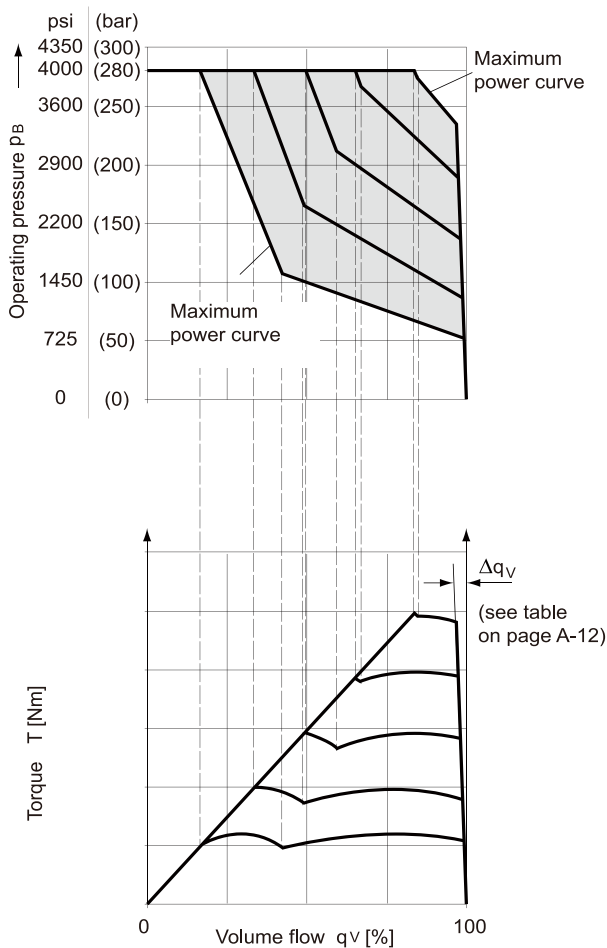 psi (bar)
4350 (300)
4000 (280)
3600 (250)
2900 (200)
2200 (150)
1450 (100)
725 (50)
0 (0)
Operating pressure pB
Maximum
power curve
Maximum
power curve
ΔqV
(see table
on page A-12)
Torque T [Nm]
0 100
Volume flow qV [%]